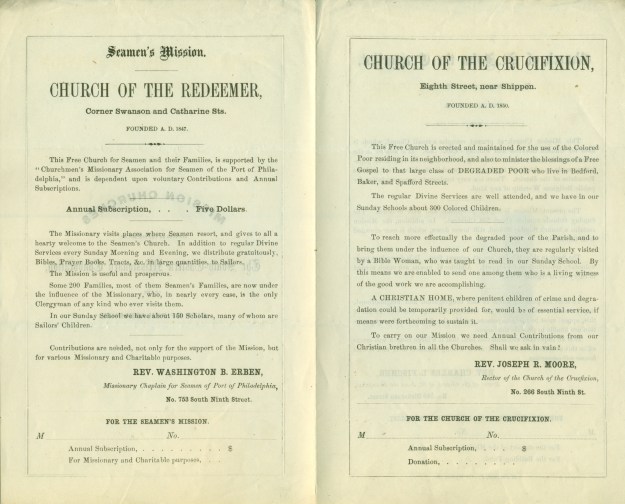 Seamen's Mission.
CHURCH OF THE REDEEMER,
Corner Swanson and Catharine Sts.
FOUNDED A. D. 1847.
This Free Church for Seamen and their Families, is supported by the
"Churchmen's Missionary Association for Seamen of the Port of Phila-
delphia," and is dependent upon voluntary Contributions and Annual
Subscriptions.
Annual Subscription, . . . Five Dollars.
The Missionary visits places where Seamen resort, and gives to all a
hearty welcome to the Seamen's Church. In addition to regular Divine
Services every Sunday Morning and Evening, we distribute gratuitously,
Bibles, Prayer Books, Tracts, &c. in large quantities, to Sailors.
The Mission is useful and prosperous.
Some 200 Families, most of them Seamen's Families, are now under
the influence of the Missionary, who, in nearly every case, is the only
Clergyman of any kind who ever visits them.
In our Sunday School we have about 150 Scholars, many of whom are
Sailors' Children.
Contributions are needed, not only for the support of the Mission, but
for various Missionary and Charitable purposes.
REV. WASHINGTON B. ERBEN,
Missionary Chaplain for Seamen of Port of Philadelphia,
No. 753 South Ninth Street.
FOR THE SEAMEN'S MISSION.
M No.
Annual Subscription, . . . . . . . . . $
For Missionary and Charitable purposes, . . .
CHURCH OF THE CRUCIFIXION,
Eighth Street, near Shippen.
FOUNDED A. D. 1850.
This Free Church is erected and maintained for the use of the Colored
Poor residing in its neighborhood, and also to minister the blessings of a Free
Gospel to that large class of DEGRADED POOR who live in Bedford,
Baker, and Spafford Streets.
The regular Divine Services are well attended, and we have in our
Sunday Schools about 300 Colored Children.
To reach more effectually the degraded poor of the Parish, and to
bring them under the influence of our Church, they are regularly visited
by a Bible Woman, who was taught to read in our Sunday School. By
this means we are enabled to send one among them who is a living witness
of the good work we are accomplishing.
A CHRISTIAN HOME, where penitent children of crime and degra-
dation could be temporarily provided for, would be of essential service, if
means were forthcoming to sustain it.
To carry on our Mission we need Annual Contributions from our
Christian brethren in all the Churches. Shall we ask in vain?
REV. JOSEPH R. MOORE,
Rector of the Church of the Crucifixion,
No. 926 South Ninth St.
FOR THE CHURCH OF THE CRUCIFIXION.
M No.
Annual Subscription, . . . . . $
Donation, . . . . . . .